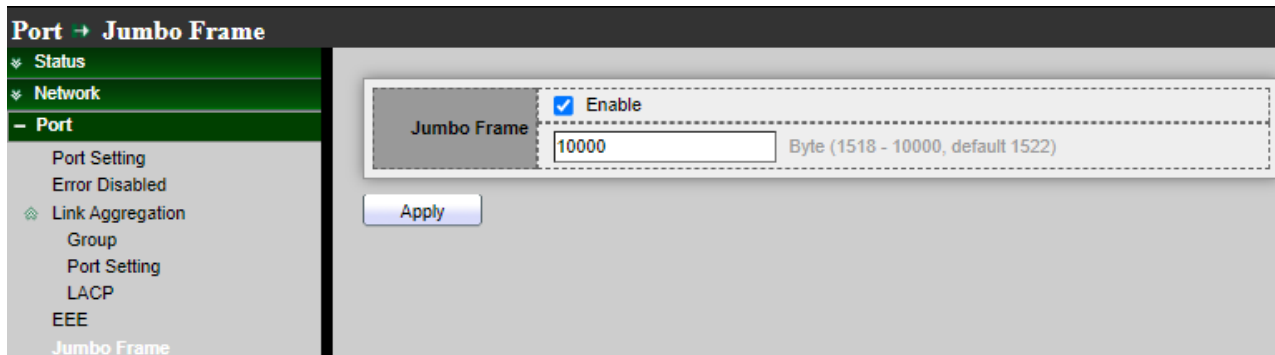 Port → Jumbo Frame
Status
Network
– Port
Port Setting
Error Disabled
Link Aggregation
Group
Port Setting
LACP
EEE
Jumbo Frame
Jumbo Frame
Enable
10000 Byte (1518 - 10000, default 1522)
Apply